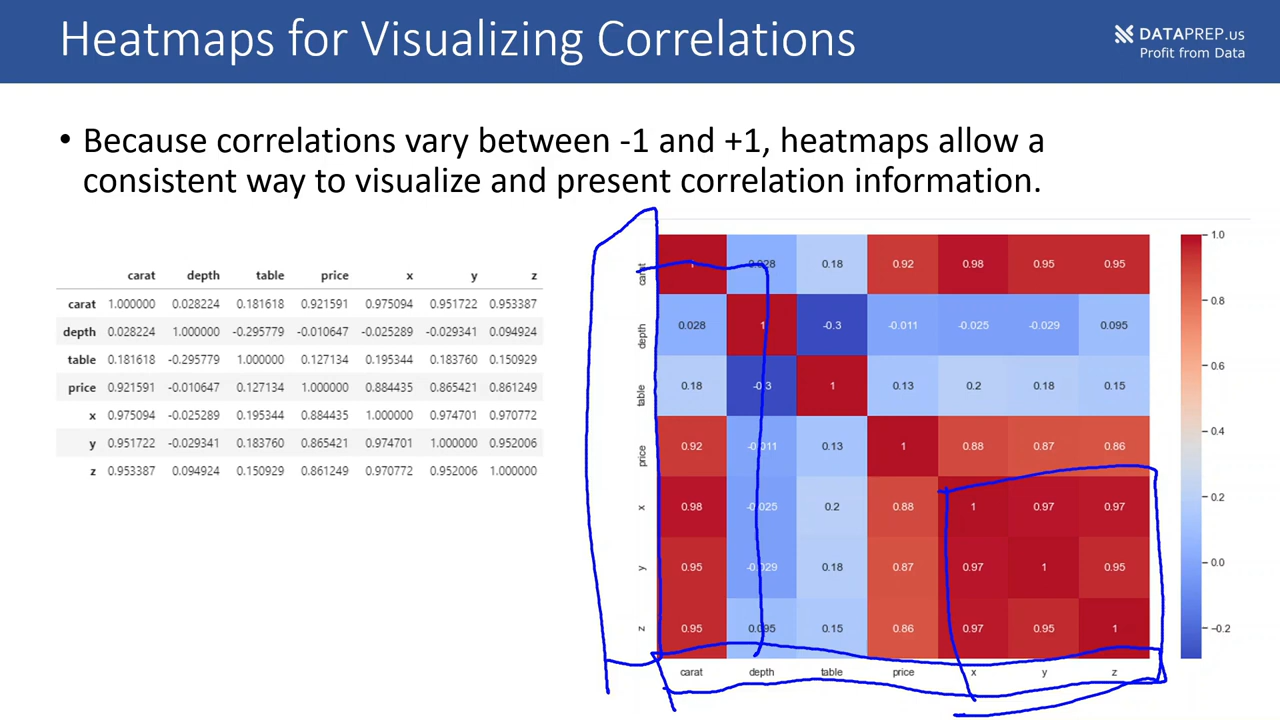 Heatmaps for Visualizing Correlations
DATAPREP.us
Profit from Data
• Because correlations vary between -1 and +1, heatmaps allow a
consistent way to visualize and present correlation information.
carat depth table price x y z
carat 1.000000 0.028224 0.181618 0.921591 0.975094 0.951722 0.953387
depth 0.028224 1.000000 -0.295779 -0.010647 -0.025289 -0.029341 0.094924
table 0.181618 -0.295779 1.000000 0.127134 0.195344 0.183760 0.150929
price 0.921591 -0.010647 0.127134 1.000000 0.884435 0.865421 0.861249
x 0.975094 -0.025289 0.195344 0.884435 1.000000 0.974701 0.970772
y 0.951722 -0.029341 0.183760 0.865421 0.974701 1.000000 0.952006
z 0.953387 0.094924 0.150929 0.861249 0.970772 0.952006 1.000000
carat 1 0.028 0.18 0.92 0.98 0.95 0.95
depth 0.028 1 -0.3 -0.011 -0.025 -0.029 0.095
table 0.18 -0.3 1 0.13 0.2 0.18 0.15
price 0.92 -0.011 0.13 1 0.88 0.87 0.86
x 0.98 -0.025 0.2 0.88 1 0.97 0.97
y 0.95 -0.029 0.18 0.87 0.97 1 0.95
z 0.95 0.095 0.15 0.86 0.97 0.95 1
carat depth table price x y z
1.0
0.8
0.6
0.4
0.2
0.0
-0.2